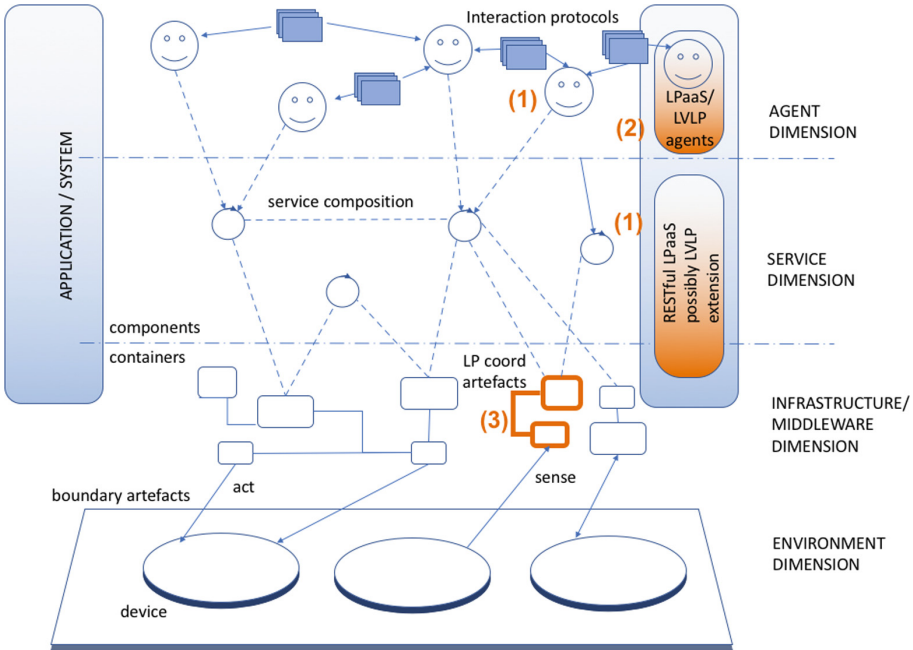 Interaction protocols
(1)
(2)
LPaaS/
LVLP
agents
AGENT
DIMENSION
APPLICATION / SYSTEM
service composition
(1)
RESTful LPaaS
possibly LVLP
extension
SERVICE
DIMENSION
components
containers
LP coord
artefacts
(3)
INFRASTRUCTURE/
MIDDLEWARE
DIMENSION
act
sense
boundary artefacts
ENVIRONMENT
DIMENSION
device